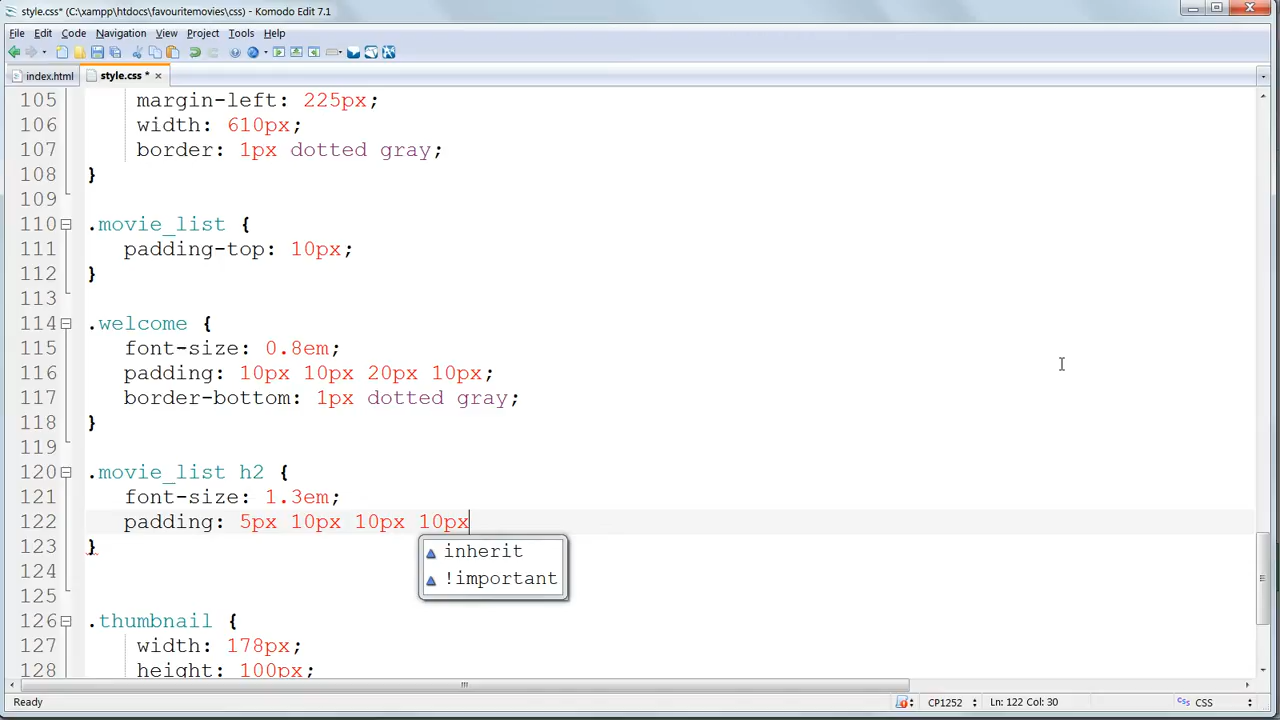 style.css* (C:\xampp\htdocs\favouritemovies\css) - Komodo Edit 7.1
File Edit Code Navigation View Project Tools Help
index.html style.css *
105 margin-left: 225px;
106 width: 610px;
107 border: 1px dotted gray;
108 }
109
110 .movie_list {
111 padding-top: 10px;
112 }
113
114 .welcome {
115 font-size: 0.8em;
116 padding: 10px 10px 20px 10px;
117 border-bottom: 1px dotted gray;
118 }
119
120 .movie_list h2 {
121 font-size: 1.3em;
122 padding: 5px 10px 10px 10px
123 }
inherit
124
!important
125
126 .thumbnail {
127 width: 178px;
128 height: 100px;
Ready CP1252 Ln: 122 Col: 30 CSS